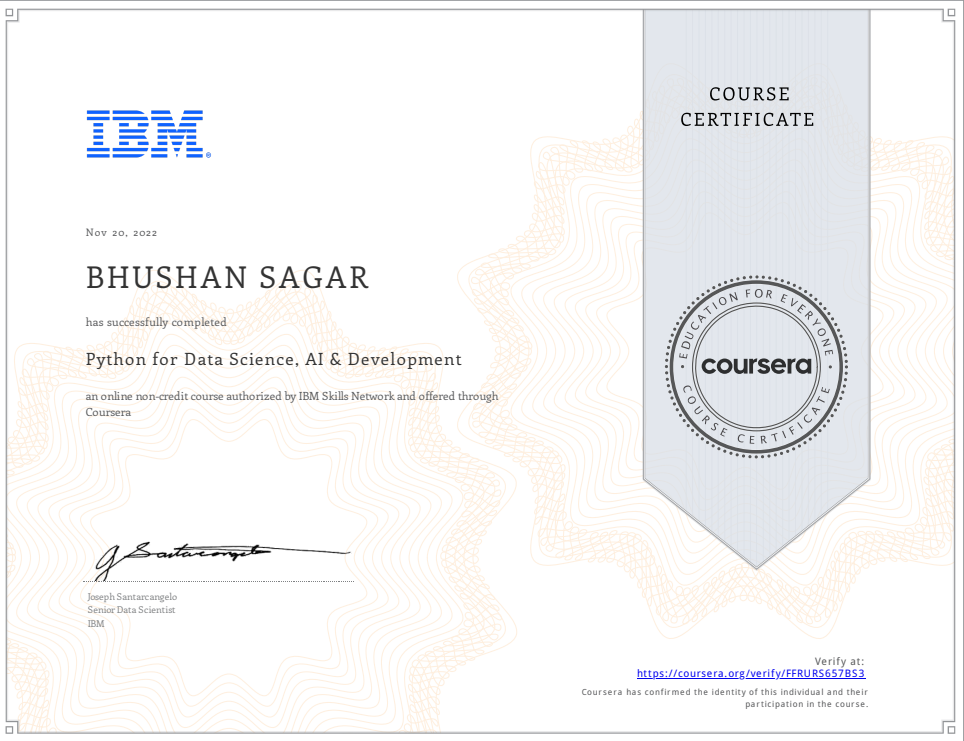 COURSE
CERTIFICATE
IBM®
Nov 20, 2022
BHUSHAN SAGAR
has successfully completed
Python for Data Science, AI & Development
an online non-credit course authorized by IBM Skills Network and offered through
Coursera
EDUCATION FOR EVERYONE
coursera
COURSE CERTIFICATE
J Santarcangelo
Joseph Santarcangelo
Senior Data Scientist
IBM
Verify at:
https://coursera.org/verify/FFRURS657BS3
Coursera has confirmed the identity of this individual and their
participation in the course.